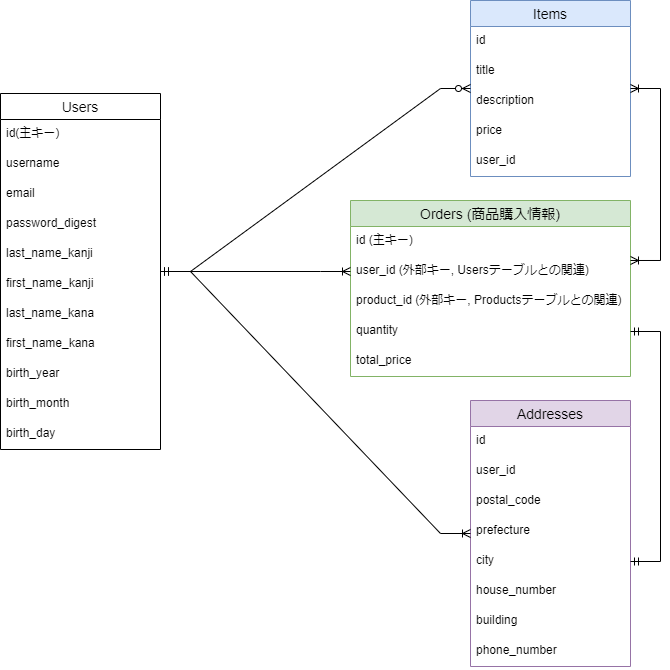 Items
id
title
description
price
user_id
Users
id(主キー)
username
email
password_digest
last_name_kanji
first_name_kanji
last_name_kana
first_name_kana
birth_year
birth_month
birth_day
Orders (商品購入情報)
id (主キー)
user_id (外部キー, Usersテーブルとの関連)
product_id (外部キー, Productsテーブルとの関連)
quantity
total_price
Addresses
id
user_id
postal_code
prefecture
city
house_number
building
phone_number